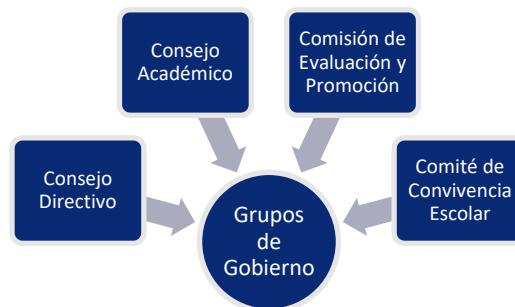 Consejo
Académico
Comisión de
Evaluación y
Promoción
Consejo
Directivo
Comité de
Convivencia
Escolar
Grupos
de
Gobierno